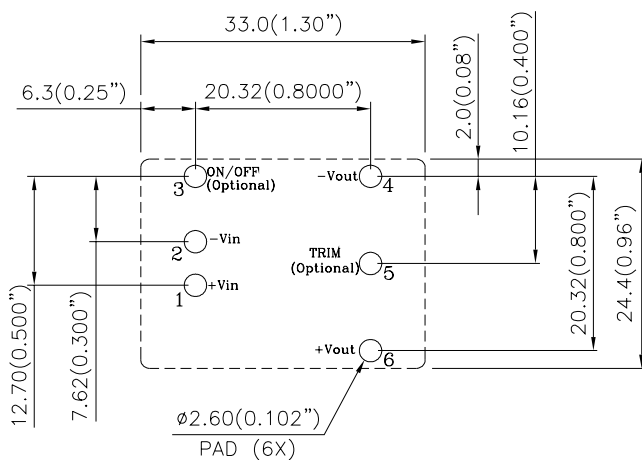 33.0(1.30”)
6.3(0.25”)
20.32(0.8000”)
2.0(0.08”)
10.16(0.400”)
3
ON/OFF
(Optional)
-Vout
4
2
-Vin
TRIM
(Optional)
5
1
+Vin
+Vout
6
12.70(0.500”)
7.62(0.300”)
20.32(0.800”)
24.4(0.96”)
ø2.60(0.102”)
PAD (6X)